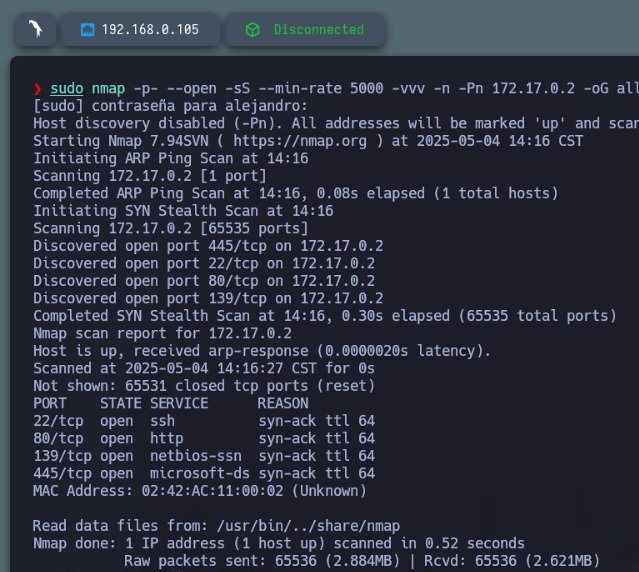 192.168.0.105
Disconnected
❯ sudo nmap -p- --open -sS --min-rate 5000 -vvv -n -Pn 172.17.0.2 -oG all
[sudo] contraseña para alejandro:
Host discovery disabled (-Pn). All addresses will be marked 'up' and scan
Starting Nmap 7.94SVN ( https://nmap.org ) at 2025-05-04 14:16 CST
Initiating ARP Ping Scan at 14:16
Scanning 172.17.0.2 [1 port]
Completed ARP Ping Scan at 14:16, 0.08s elapsed (1 total hosts)
Initiating SYN Stealth Scan at 14:16
Scanning 172.17.0.2 [65535 ports]
Discovered open port 445/tcp on 172.17.0.2
Discovered open port 22/tcp on 172.17.0.2
Discovered open port 80/tcp on 172.17.0.2
Discovered open port 139/tcp on 172.17.0.2
Completed SYN Stealth Scan at 14:16, 0.30s elapsed (65535 total ports)
Nmap scan report for 172.17.0.2
Host is up, received arp-response (0.0000020s latency).
Scanned at 2025-05-04 14:16:27 CST for 0s
Not shown: 65531 closed tcp ports (reset)
PORT    STATE SERVICE      REASON
22/tcp  open  ssh          syn-ack ttl 64
80/tcp  open  http         syn-ack ttl 64
139/tcp open  netbios-ssn  syn-ack ttl 64
445/tcp open  microsoft-ds syn-ack ttl 64
MAC Address: 02:42:AC:11:00:02 (Unknown)
Read data files from: /usr/bin/../share/nmap
Nmap done: 1 IP address (1 host up) scanned in 0.52 seconds
Raw packets sent: 65536 (2.884MB) | Rcvd: 65536 (2.621MB)